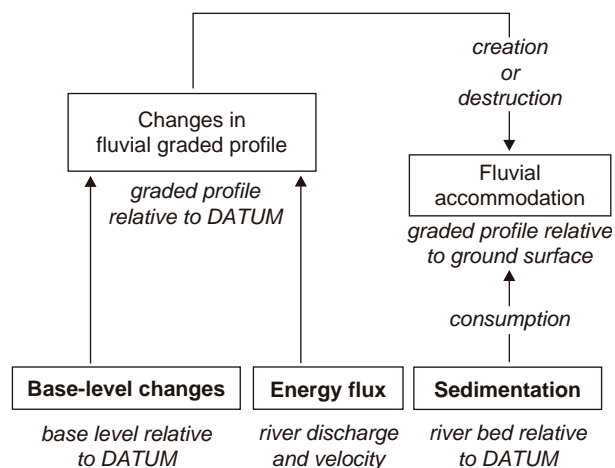 creation
or
destruction
Changes in
fluvial graded profile
graded profile
relative to DATUM
Fluvial
accommodation
graded profile relative
to ground surface
consumption
Base-level changes
base level relative
to DATUM
Energy flux
river discharge
and velocity
Sedimentation
river bed relative
to DATUM